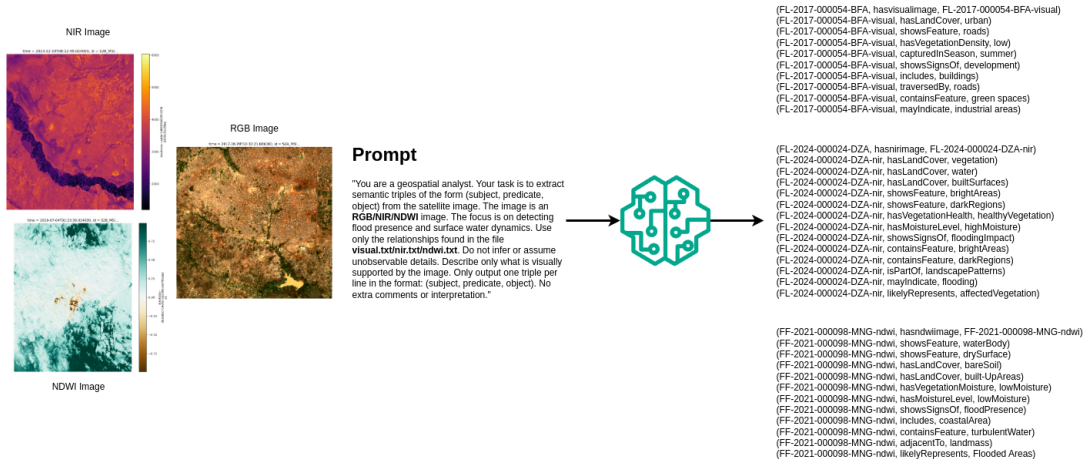 NIR Image
RGB Image
NDWI Image
Prompt
"You are a geospatial analyst. Your task is to extract
semantic triples of the form (subject, predicate,
object) from the satellite image. The image is an
RGB/NIR/NDWI image. The focus is on detecting
flood presence and surface water dynamics. Use
only the relationships found in the file
visual.txt/nir.txt/ndwi.txt. Do not infer or assume
unobservable details. Describe only what is visually
supported by the image. Only output one triple per
line in the format: (subject, predicate, object). No
extra comments or interpretation."
(FL-2017-000054-BFA, hasvisualimage, FL-2017-000054-BFA-visual)
(FL-2017-000054-BFA-visual, hasLandCover, urban)
(FL-2017-000054-BFA-visual, showsFeature, roads)
(FL-2017-000054-BFA-visual, hasVegetationDensity, low)
(FL-2017-000054-BFA-visual, capturedInSeason, summer)
(FL-2017-000054-BFA-visual, showsSignsOf, development)
(FL-2017-000054-BFA-visual, includes, buildings)
(FL-2017-000054-BFA-visual, traversedBy, roads)
(FL-2017-000054-BFA-visual, containsFeature, green spaces)
(FL-2017-000054-BFA-visual, mayIndicate, industrial areas)
(FL-2024-000024-DZA, hasnirimage, FL-2024-000024-DZA-nir)
(FL-2024-000024-DZA-nir, hasLandCover, vegetation)
(FL-2024-000024-DZA-nir, hasLandCover, water)
(FL-2024-000024-DZA-nir, hasLandCover, builtSurfaces)
(FL-2024-000024-DZA-nir, showsFeature, brightAreas)
(FL-2024-000024-DZA-nir, showsFeature, darkRegions)
(FL-2024-000024-DZA-nir, hasVegetationHealth, healthyVegetation)
(FL-2024-000024-DZA-nir, hasMoistureLevel, highMoisture)
(FL-2024-000024-DZA-nir, showsSignsOf, floodingImpact)
(FL-2024-000024-DZA-nir, containsFeature, brightAreas)
(FL-2024-000024-DZA-nir, containsFeature, darkRegions)
(FL-2024-000024-DZA-nir, isPartOf, landscapePatterns)
(FL-2024-000024-DZA-nir, mayIndicate, flooding)
(FL-2024-000024-DZA-nir, likelyRepresents, affectedVegetation)
(FF-2021-000098-MNG-ndwi, hasndwiimage, FF-2021-000098-MNG-ndwi)
(FF-2021-000098-MNG-ndwi, showsFeature, waterBody)
(FF-2021-000098-MNG-ndwi, showsFeature, drySurface)
(FF-2021-000098-MNG-ndwi, hasLandCover, bareSoil)
(FF-2021-000098-MNG-ndwi, hasLandCover, built-UpAreas)
(FF-2021-000098-MNG-ndwi, hasVegetationMoisture, lowMoisture)
(FF-2021-000098-MNG-ndwi, hasMoistureLevel, lowMoisture)
(FF-2021-000098-MNG-ndwi, showsSignsOf, floodPresence)
(FF-2021-000098-MNG-ndwi, includes, coastalArea)
(FF-2021-000098-MNG-ndwi, containsFeature, turbulentWater)
(FF-2021-000098-MNG-ndwi, adjacentTo, landmass)
(FF-2021-000098-MNG-ndwi, likelyRepresents, Flooded Areas)